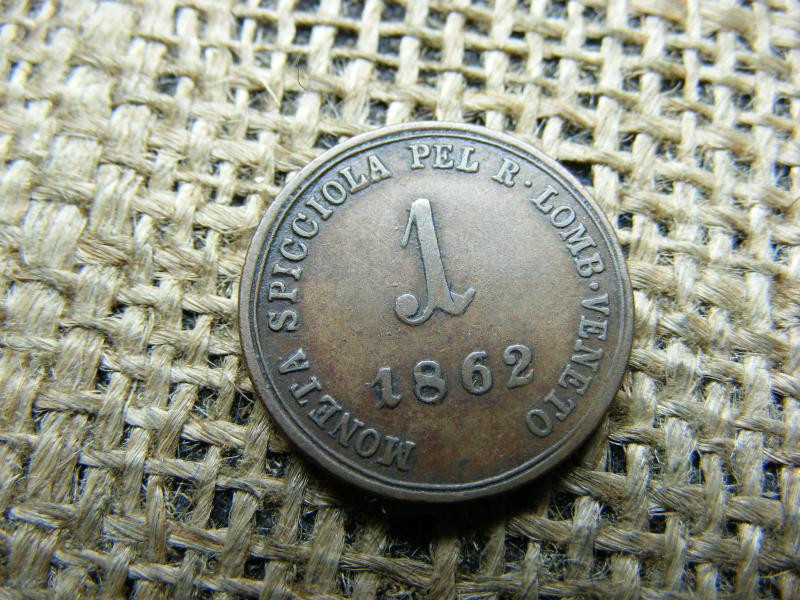 MONETA SPICCIOLA PEL R· LOMB·VENETO
1
1862